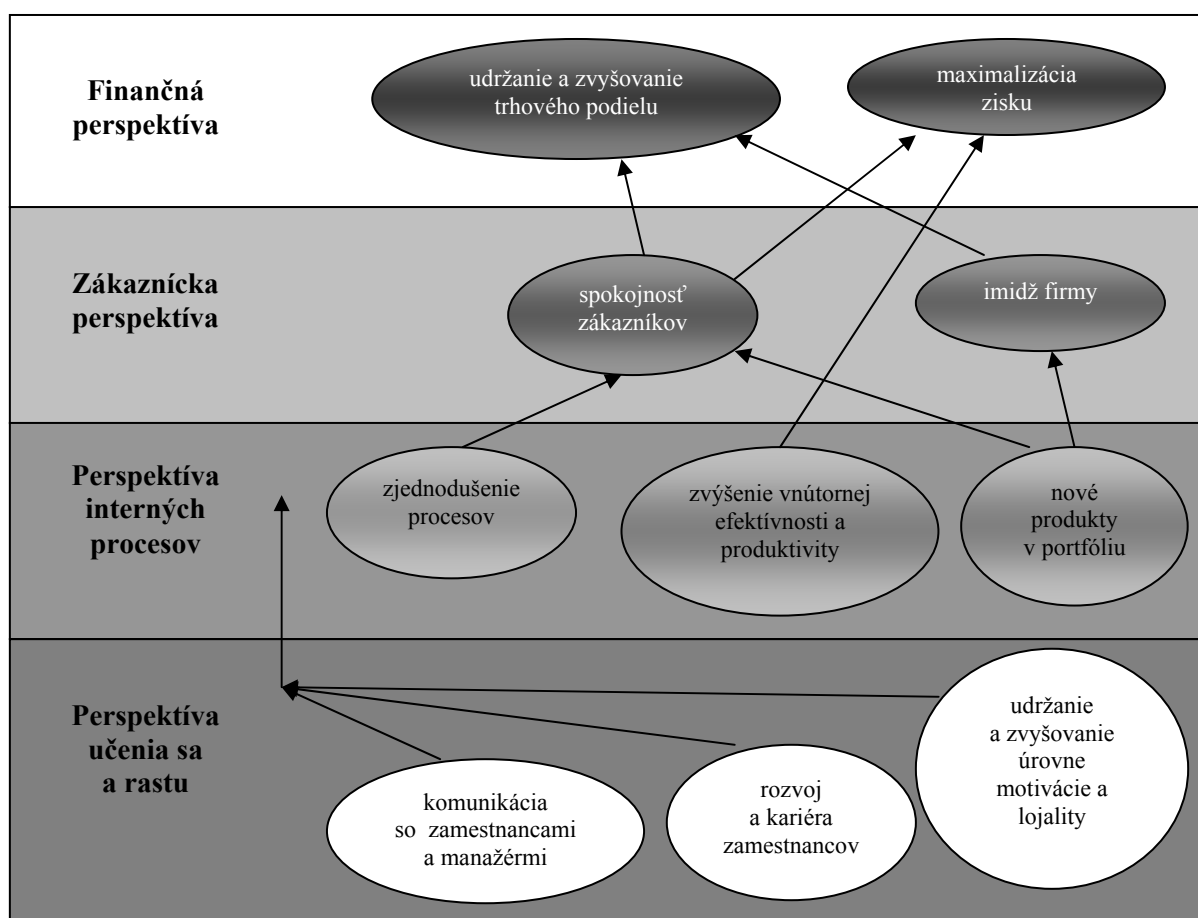 Finančná
perspektíva
udržanie a zvyšovanie
trhového podielu
maximalizácia
zisku
Zákaznícka
perspektíva
spokojnosť
zákazníkov
imidž firmy
Perspektíva
interných
procesov
zjednodušenie
procesov
zvýšenie vnútornej
efektívnosti a
produktivity
nové
produkty
v portfóliu
Perspektíva
učenia sa
a rastu
komunikácia
so zamestnancami
a manažérmi
rozvoj
a kariéra
zamestnancov
udržanie
a zvyšovanie
úrovne
motivácie a
lojality